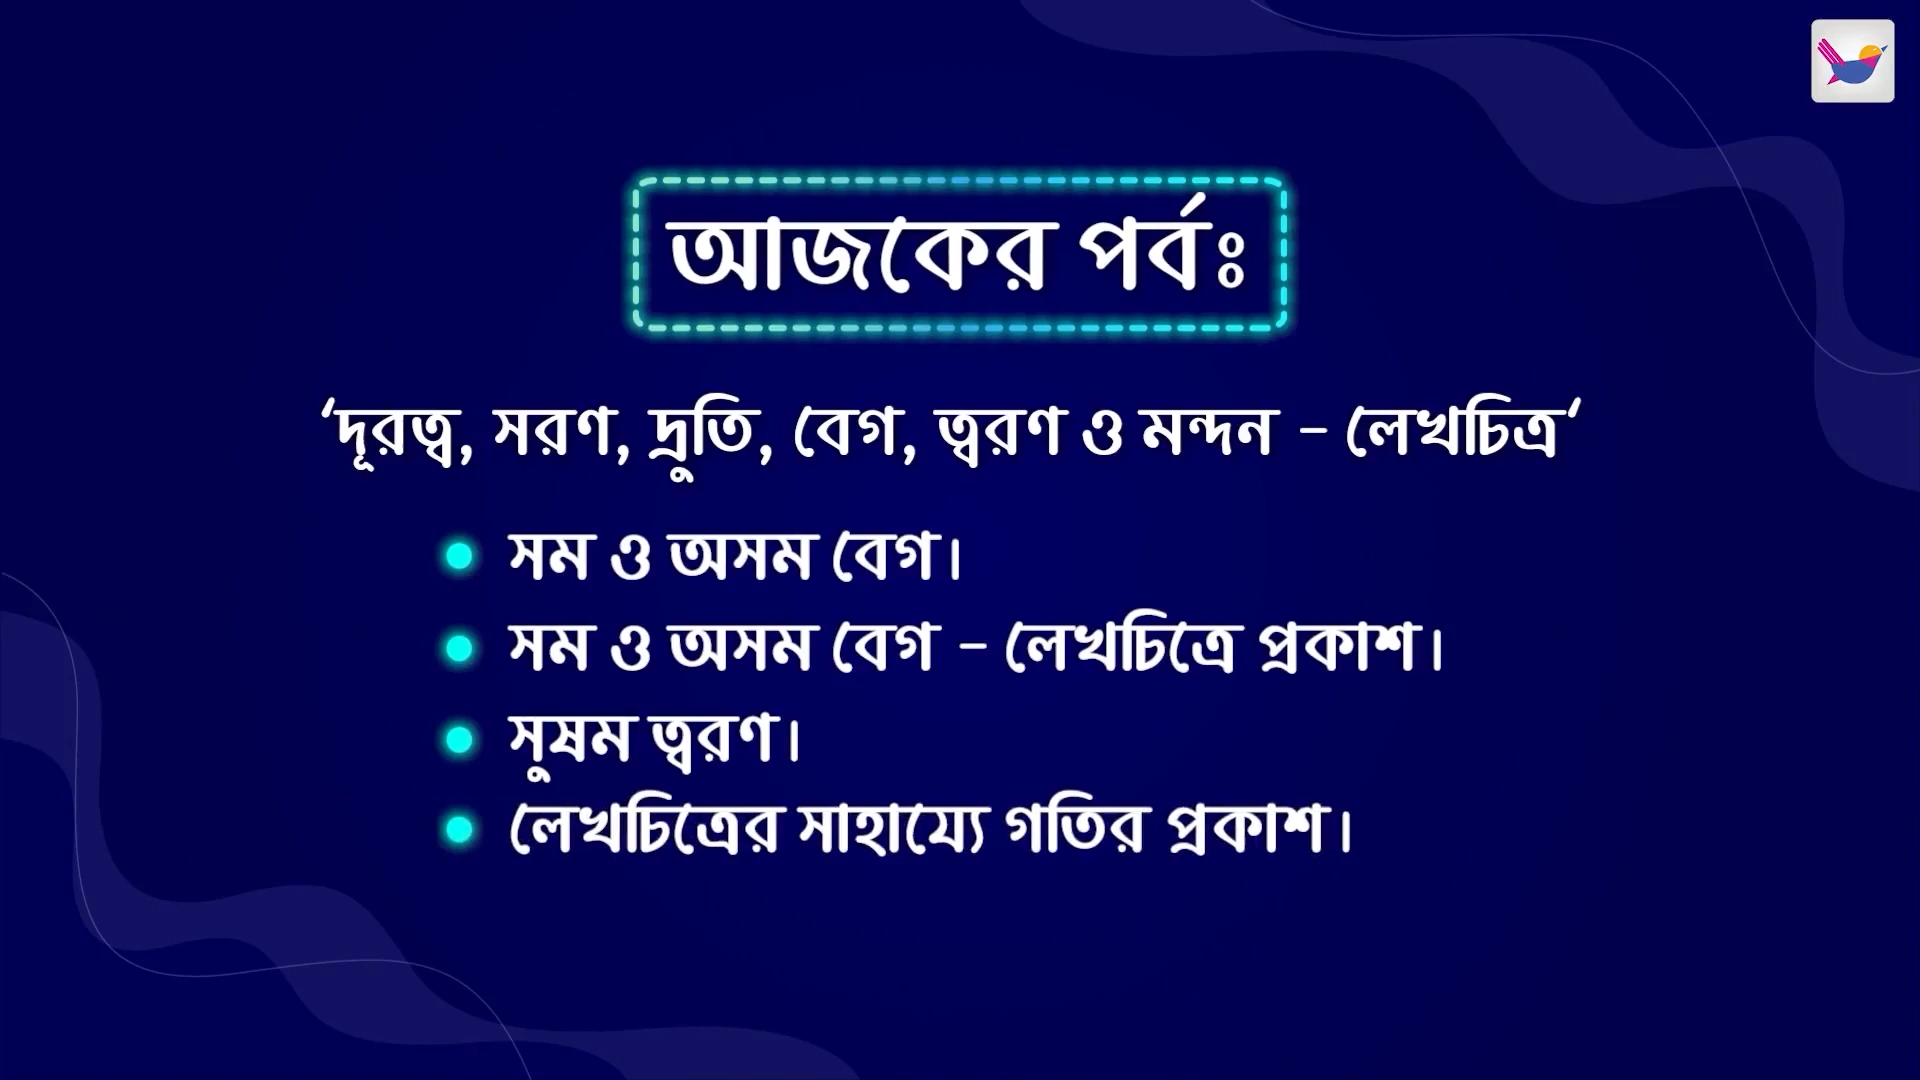 আজকের পর্বঃ
‘দূরত্ব, সরণ, দ্রুতি, বেগ, ত্বরণ ও মন্দন – লেখচিত্র‘
সম ও অসম বেগ।
সম ও অসম বেগ – লেখচিত্রে প্রকাশ।
সুষম ত্বরণ।
লেখচিত্রের সাহায্যে গতির প্রকাশ।